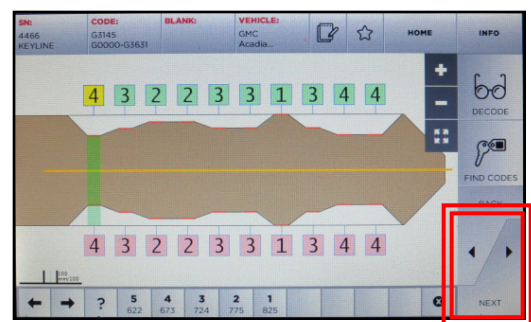 SN: CODE: BLANK: VEHICLE:
4466 G3145 GMC
KEYLINE G0000-G3631 Acadia...
HOME INFO
+
−
4 3 2 2 3 3 1 3 4 4
DECODE
FIND CODES
BACK
4 3 2 2 3 3 1 3 4 4
NEXT
? 5 4 3 2 1
622 673 724 775 825